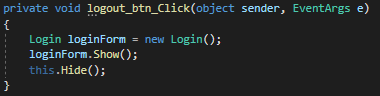 private void logout_btn_Click(object sender, EventArgs e)
{
    Login loginForm = new Login();
    loginForm.Show();
    this.Hide();
}